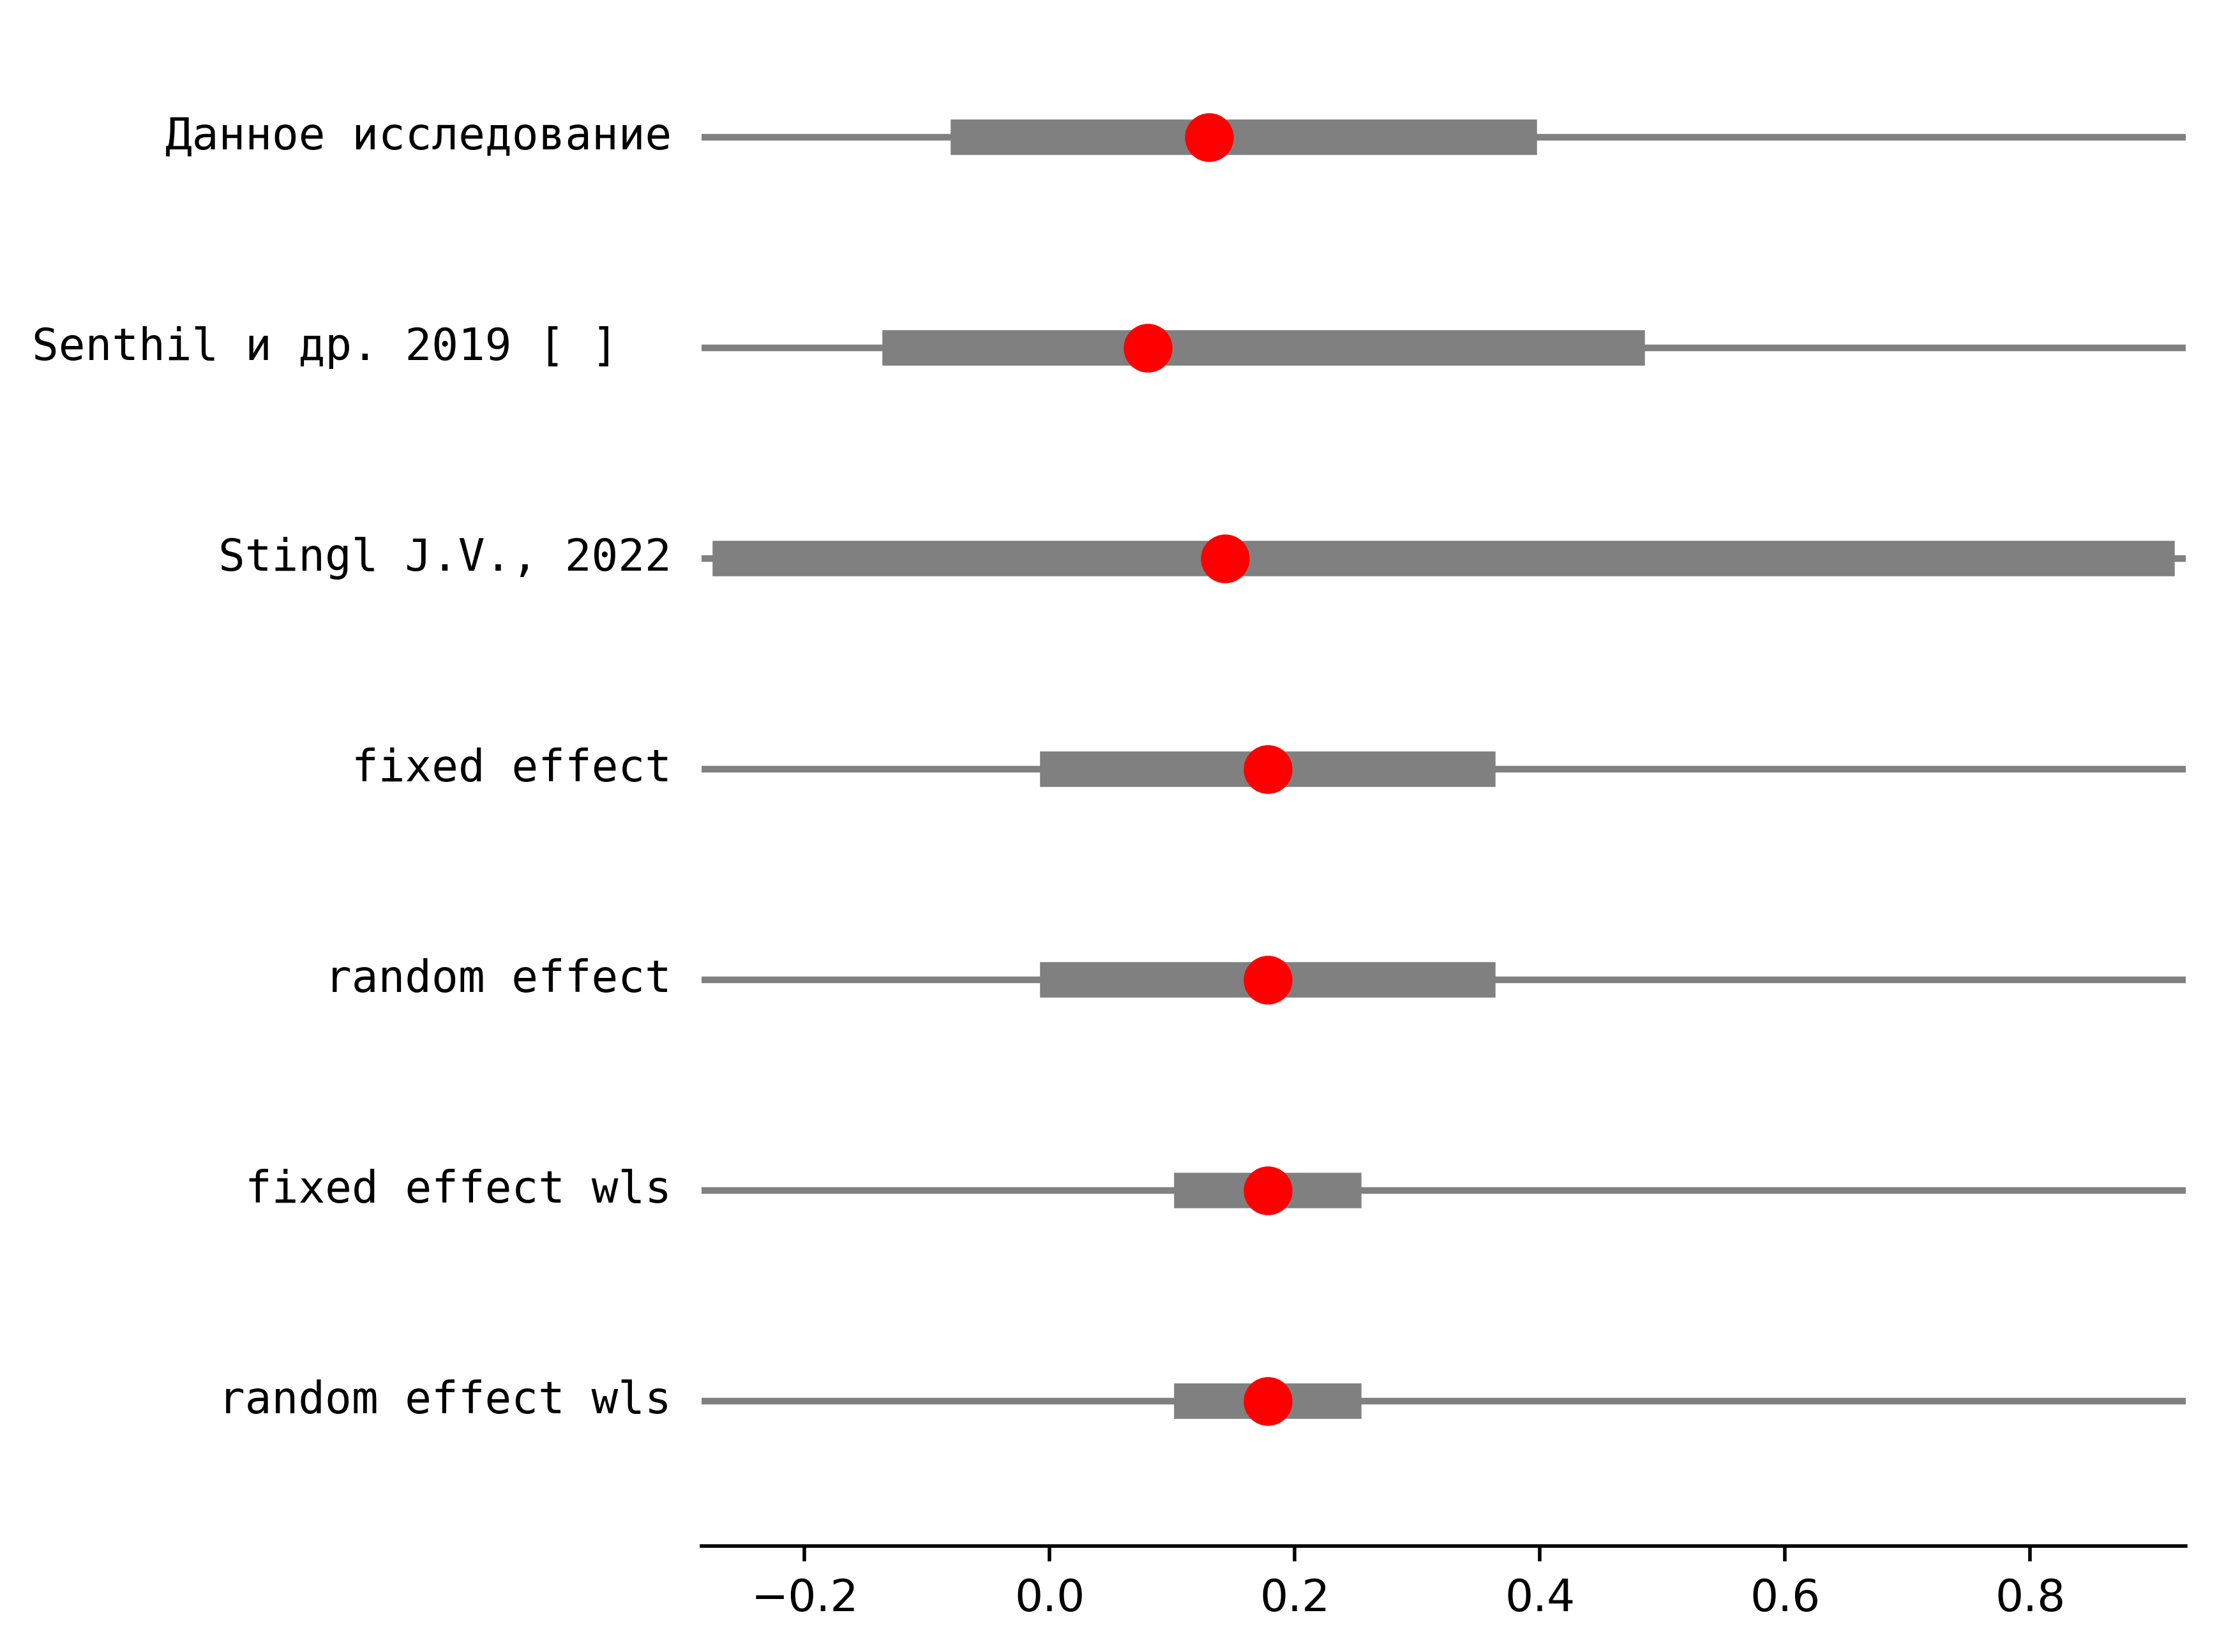 Данное исследование
Senthil и др. 2019 [ ]
Stingl J.V., 2022
fixed effect
random effect
fixed effect wls
random effect wls
−0.2 0.0 0.2 0.4 0.6 0.8